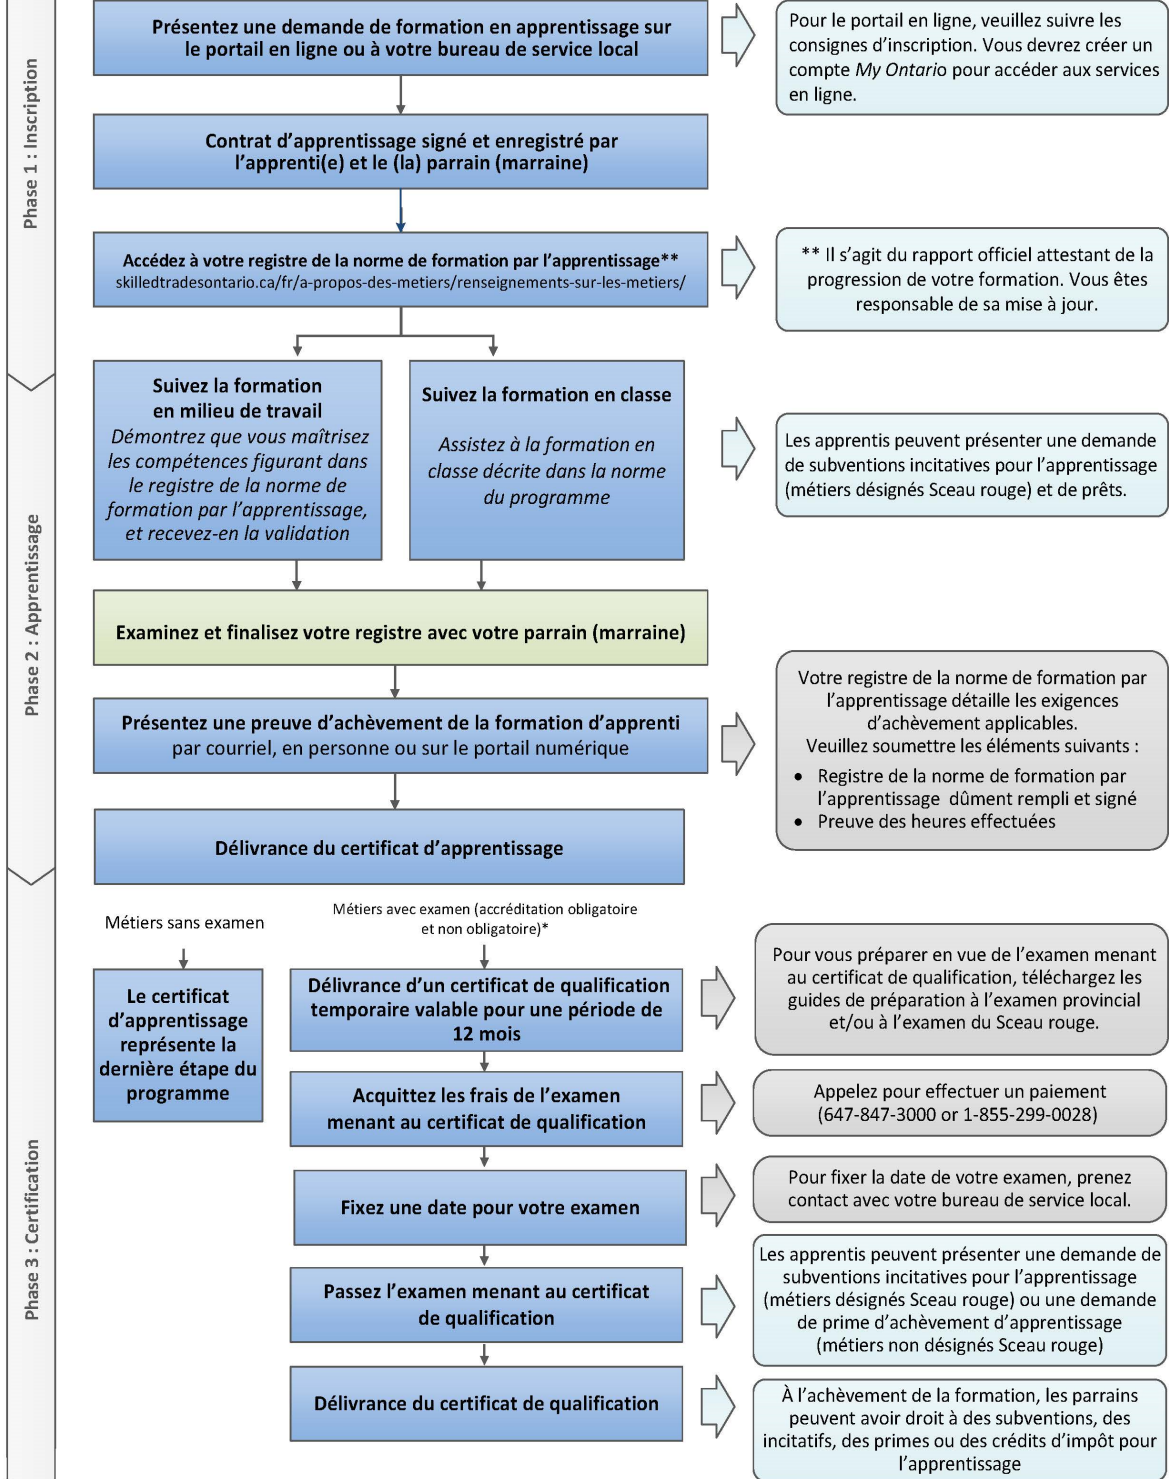 Phase 1 : Inscription
Présentez une demande de formation en apprentissage sur
le portail en ligne ou à votre bureau de service local
Pour le portail en ligne, veuillez suivre les
consignes d’inscription. Vous devrez créer un
compte My Ontario pour accéder aux services
en ligne.
Contrat d’apprentissage signé et enregistré par
l’apprenti(e) et le (la) parrain (marraine)
Accédez à votre registre de la norme de formation par l’apprentissage**
skilledtradesontario.ca/fr/a-propos-des-metiers/renseignements-sur-les-metiers/
** Il s’agit du rapport officiel attestant de la
progression de votre formation. Vous êtes
responsable de sa mise à jour.
Phase 2 : Apprentissage
Suivez la formation
en milieu de travail
Démontrez que vous maîtrisez
les compétences figurant dans
le registre de la norme de
formation par l’apprentissage,
et recevez-en la validation
Suivez la formation en classe
Assistez à la formation en
classe décrite dans la norme
du programme
Les apprentis peuvent présenter une demande
de subventions incitatives pour l’apprentissage
(métiers désignés Sceau rouge) et de prêts.
Examinez et finalisez votre registre avec votre parrain (marraine)
Présentez une preuve d’achèvement de la formation d’apprenti
par courriel, en personne ou sur le portail numérique
Votre registre de la norme de formation par
l’apprentissage détaille les exigences
d’achèvement applicables.
Veuillez soumettre les éléments suivants :
• Registre de la norme de formation par
l’apprentissage dûment rempli et signé
• Preuve des heures effectuées
Délivrance du certificat d’apprentissage
Phase 3 : Certification
Métiers sans examen
Le certificat
d’apprentissage
représente la
dernière étape du
programme
Métiers avec examen (accréditation obligatoire
et non obligatoire)*
Délivrance d’un certificat de qualification
temporaire valable pour une période de
12 mois
Pour vous préparer en vue de l’examen menant
au certificat de qualification, téléchargez les
guides de préparation à l’examen provincial
et/ou à l’examen du Sceau rouge.
Acquittez les frais de l’examen
menant au certificat de qualification
Appelez pour effectuer un paiement
(647-847-3000 or 1-855-299-0028)
Fixez une date pour votre examen
Pour fixer la date de votre examen, prenez
contact avec votre bureau de service local.
Passez l’examen menant au certificat
de qualification
Les apprentis peuvent présenter une demande de
subventions incitatives pour l’apprentissage
(métiers désignés Sceau rouge) ou une demande
de prime d’achèvement d’apprentissage
(métiers non désignés Sceau rouge)
Délivrance du certificat de qualification
À l’achèvement de la formation, les parrains
peuvent avoir droit à des subventions, des
incitatifs, des primes ou des crédits d’impôt pour
l’apprentissage